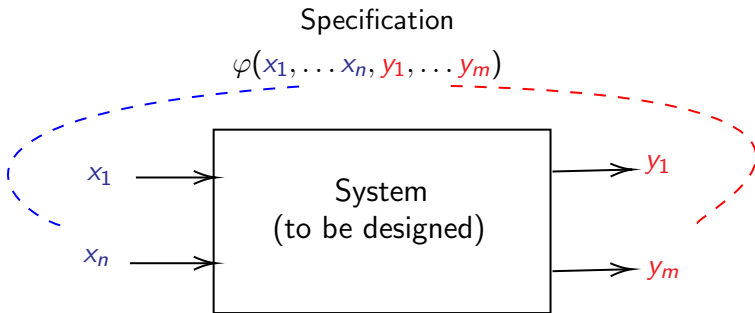 Specification
φ(x₁, … xₙ, y₁, … yₘ)
x₁
y₁
System
(to be designed)
xₙ
yₘ